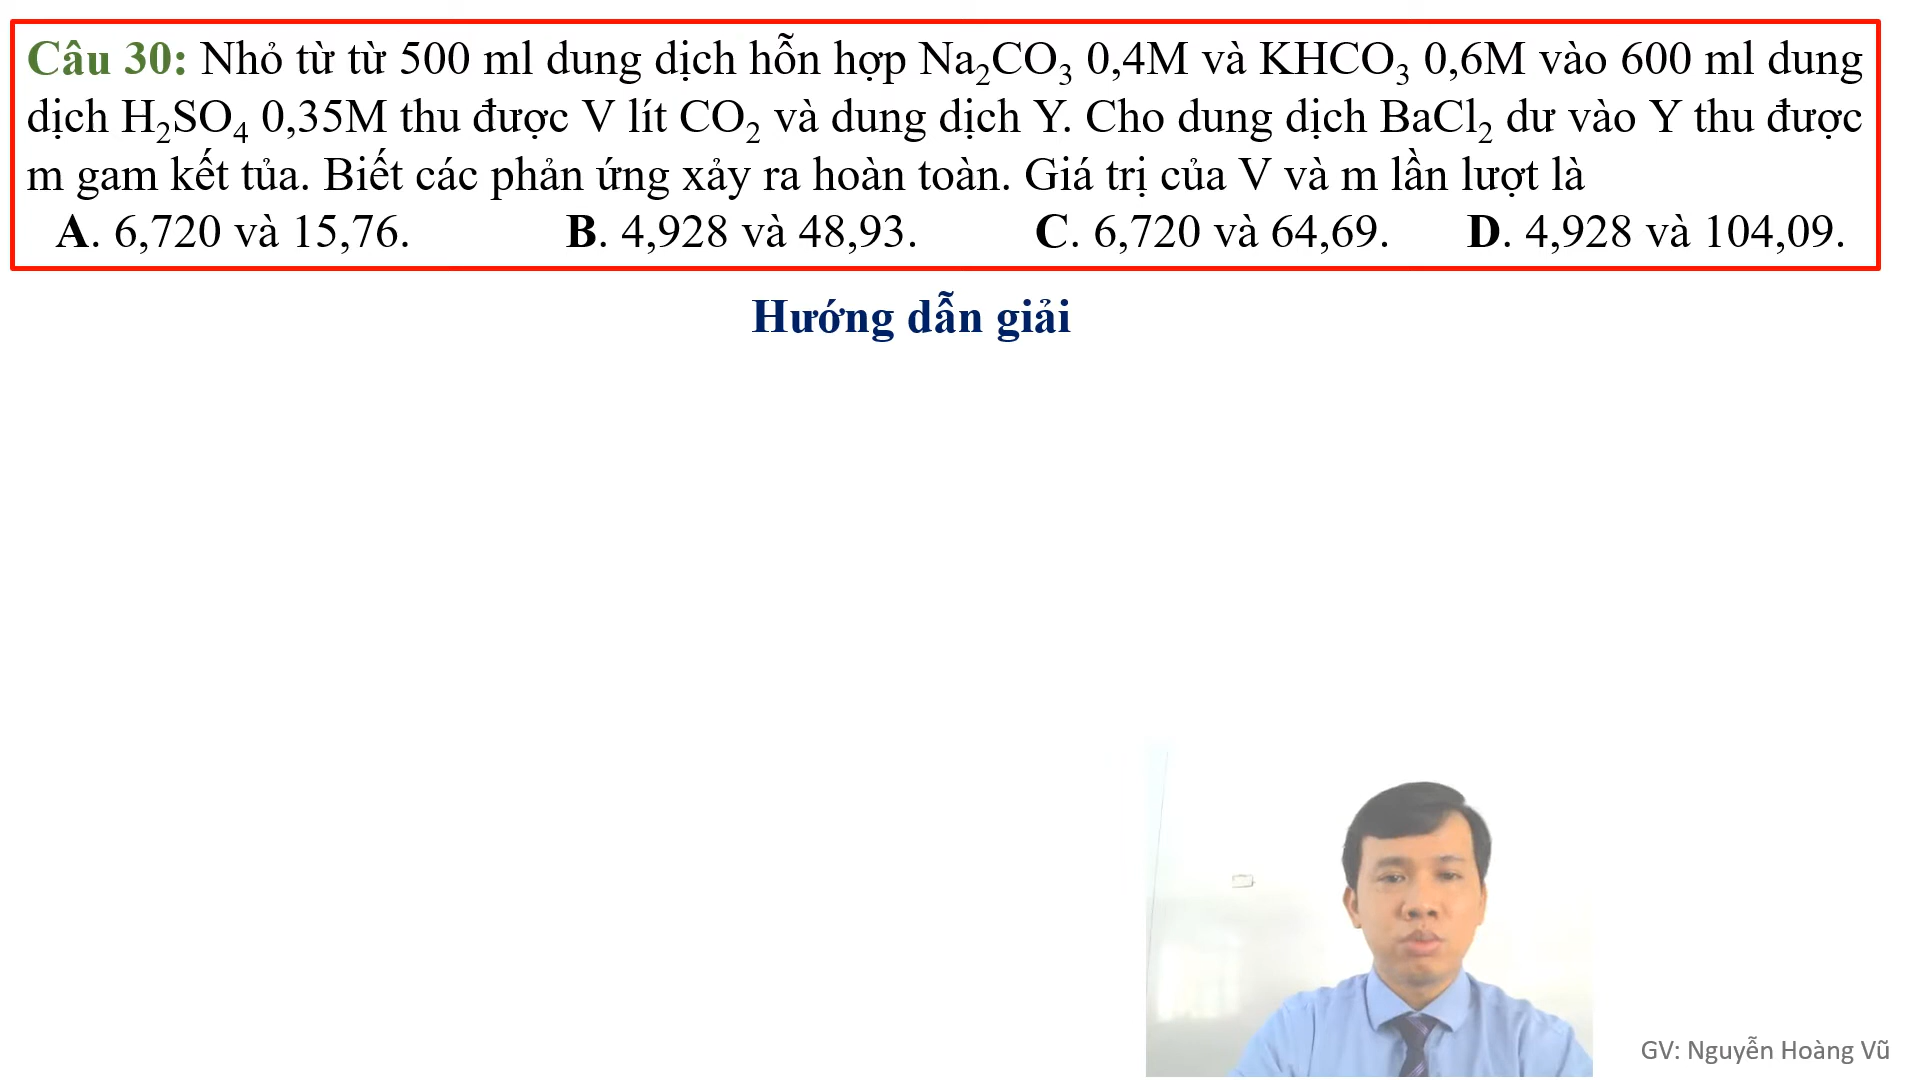 Câu 30: Nhỏ từ từ 500 ml dung dịch hỗn hợp Na₂CO₃ 0,4M và KHCO₃ 0,6M vào 600 ml dung
dịch H₂SO₄ 0,35M thu được V lít CO₂ và dung dịch Y. Cho dung dịch BaCl₂ dư vào Y thu được
m gam kết tủa. Biết các phản ứng xảy ra hoàn toàn. Giá trị của V và m lần lượt là
A. 6,720 và 15,76. B. 4,928 và 48,93. C. 6,720 và 64,69. D. 4,928 và 104,09.
Hướng dẫn giải
GV: Nguyễn Hoàng Vũ